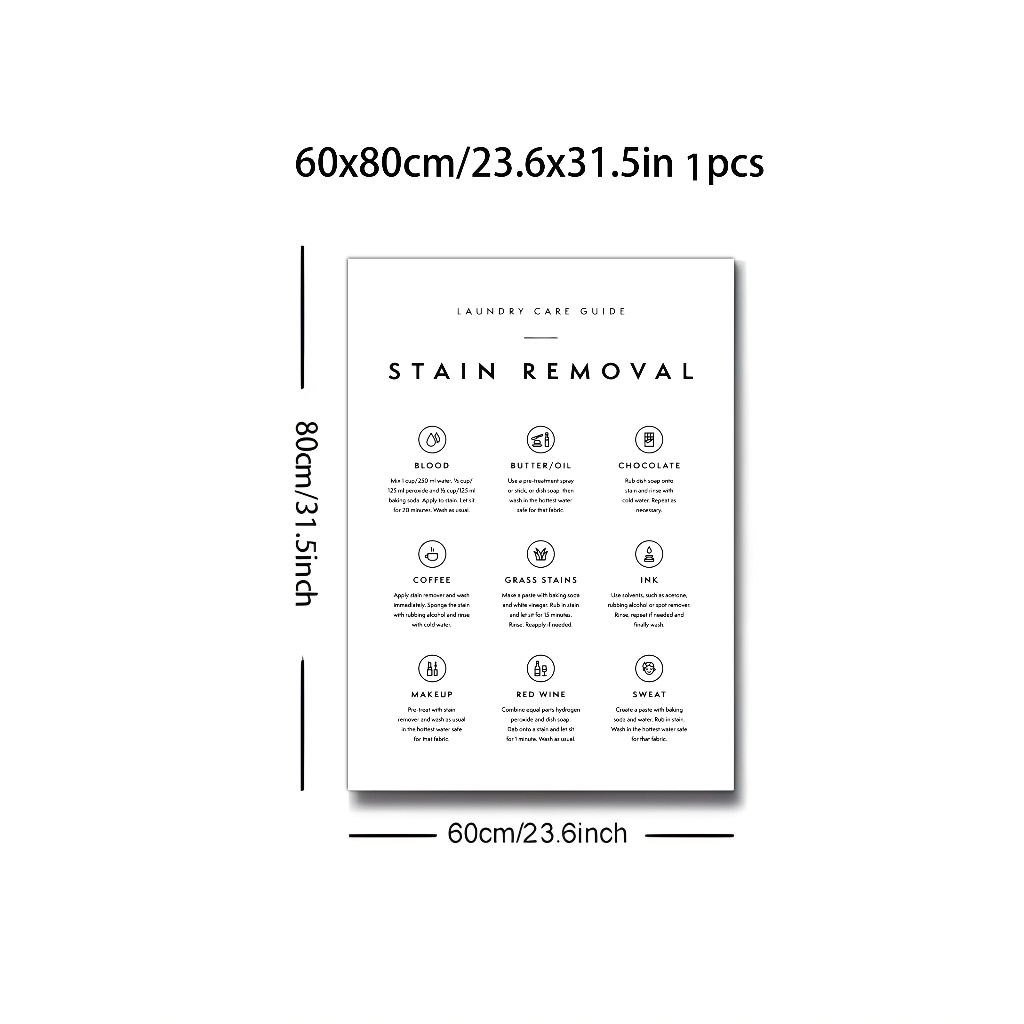 60x80cm/23.6x31.5in 1pcs
LAUNDRY CARE GUIDE
STAIN REMOVAL
BLOOD
Mix 1 cup/250 ml water, ½ cup/
125 ml peroxide and ½ cup/125 ml
baking soda. Apply to stain. Let sit
for 20 minutes. Wash as usual.
BUTTER/OIL
Use a pre-treatment spray
or stick, or dish soap, then
wash in the hottest water
safe for that fabric.
CHOCOLATE
Rub dish soap onto
stain and rinse with
cold water. Repeat as
necessary.
COFFEE
Apply stain remover and wash
immediately. Sponge the stain
with rubbing alcohol and rinse
with cold water.
GRASS STAINS
Make a paste with baking soda
and white vinegar. Rub in stain
and let sit for 15 minutes.
Rinse. Reapply if needed.
INK
Use solvents, such as acetone,
rubbing alcohol or spot remover.
Rinse, repeat if needed and
finally wash.
MAKEUP
Pre-treat with stain
remover and wash as usual
in the hottest water safe
for that fabric.
RED WINE
Combine equal parts hydrogen
peroxide and dish soap.
Dab onto a stain and let sit
for 1 minute. Wash as usual.
SWEAT
Create a paste with baking
soda and water. Rub in stain.
Wash in the hottest water safe
for that fabric.
80cm/31.5inch
60cm/23.6inch